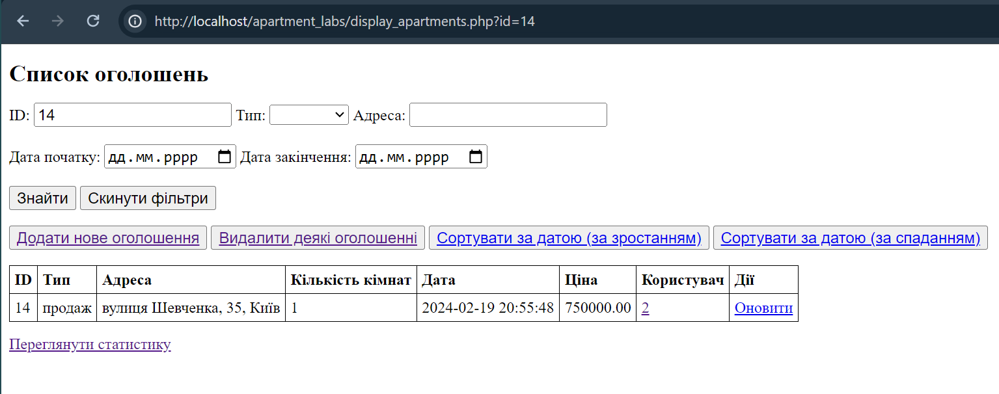 http://localhost/apartment_labs/display_apartments.php?id=14
Список оголошень
ID: 14 Тип: Адреса:
Дата початку: дд.мм.рррр Дата закінчення: дд.мм.рррр
Знайти Скинути фільтри
Додати нове оголошення Видалити деякі оголошенні Сортувати за датою (за зростанням) Сортувати за датою (за спаданням)
ID Тип Адреса Кількість кімнат Дата Ціна Користувач Дії
14 продаж вулиця Шевченка, 35, Київ 1 2024-02-19 20:55:48 750000.00 2 Оновити
Переглянути статистику